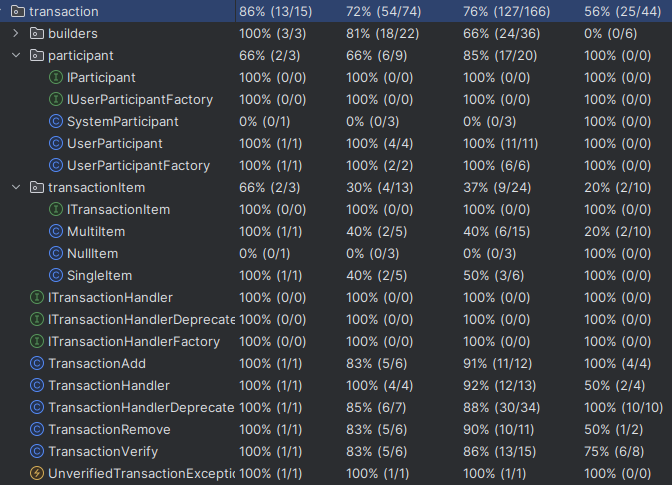 transaction 86% (13/15) 72% (54/74) 76% (127/166) 56% (25/44)
builders 100% (3/3) 81% (18/22) 66% (24/36) 0% (0/6)
participant 66% (2/3) 66% (6/9) 85% (17/20) 100% (0/0)
IParticipant 100% (0/0) 100% (0/0) 100% (0/0) 100% (0/0)
IUserParticipantFactory 100% (0/0) 100% (0/0) 100% (0/0) 100% (0/0)
SystemParticipant 0% (0/1) 0% (0/3) 0% (0/3) 100% (0/0)
UserParticipant 100% (1/1) 100% (4/4) 100% (11/11) 100% (0/0)
UserParticipantFactory 100% (1/1) 100% (2/2) 100% (6/6) 100% (0/0)
transactionItem 66% (2/3) 30% (4/13) 37% (9/24) 20% (2/10)
ITransactionItem 100% (0/0) 100% (0/0) 100% (0/0) 100% (0/0)
MultiItem 100% (1/1) 40% (2/5) 40% (6/15) 20% (2/10)
NullItem 0% (0/1) 0% (0/3) 0% (0/3) 100% (0/0)
SingleItem 100% (1/1) 40% (2/5) 50% (3/6) 100% (0/0)
ITransactionHandler 100% (0/0) 100% (0/0) 100% (0/0) 100% (0/0)
ITransactionHandlerDeprecate 100% (0/0) 100% (0/0) 100% (0/0) 100% (0/0)
ITransactionHandlerFactory 100% (0/0) 100% (0/0) 100% (0/0) 100% (0/0)
TransactionAdd 100% (1/1) 83% (5/6) 91% (11/12) 100% (4/4)
TransactionHandler 100% (1/1) 100% (4/4) 92% (12/13) 50% (2/4)
TransactionHandlerDeprecate 100% (1/1) 85% (6/7) 88% (30/34) 100% (10/10)
TransactionRemove 100% (1/1) 83% (5/6) 90% (10/11) 50% (1/2)
TransactionVerify 100% (1/1) 83% (5/6) 86% (13/15) 75% (6/8)
UnverifiedTransactionExceptic 100% (1/1) 100% (1/1) 100% (1/1) 100% (0/0)